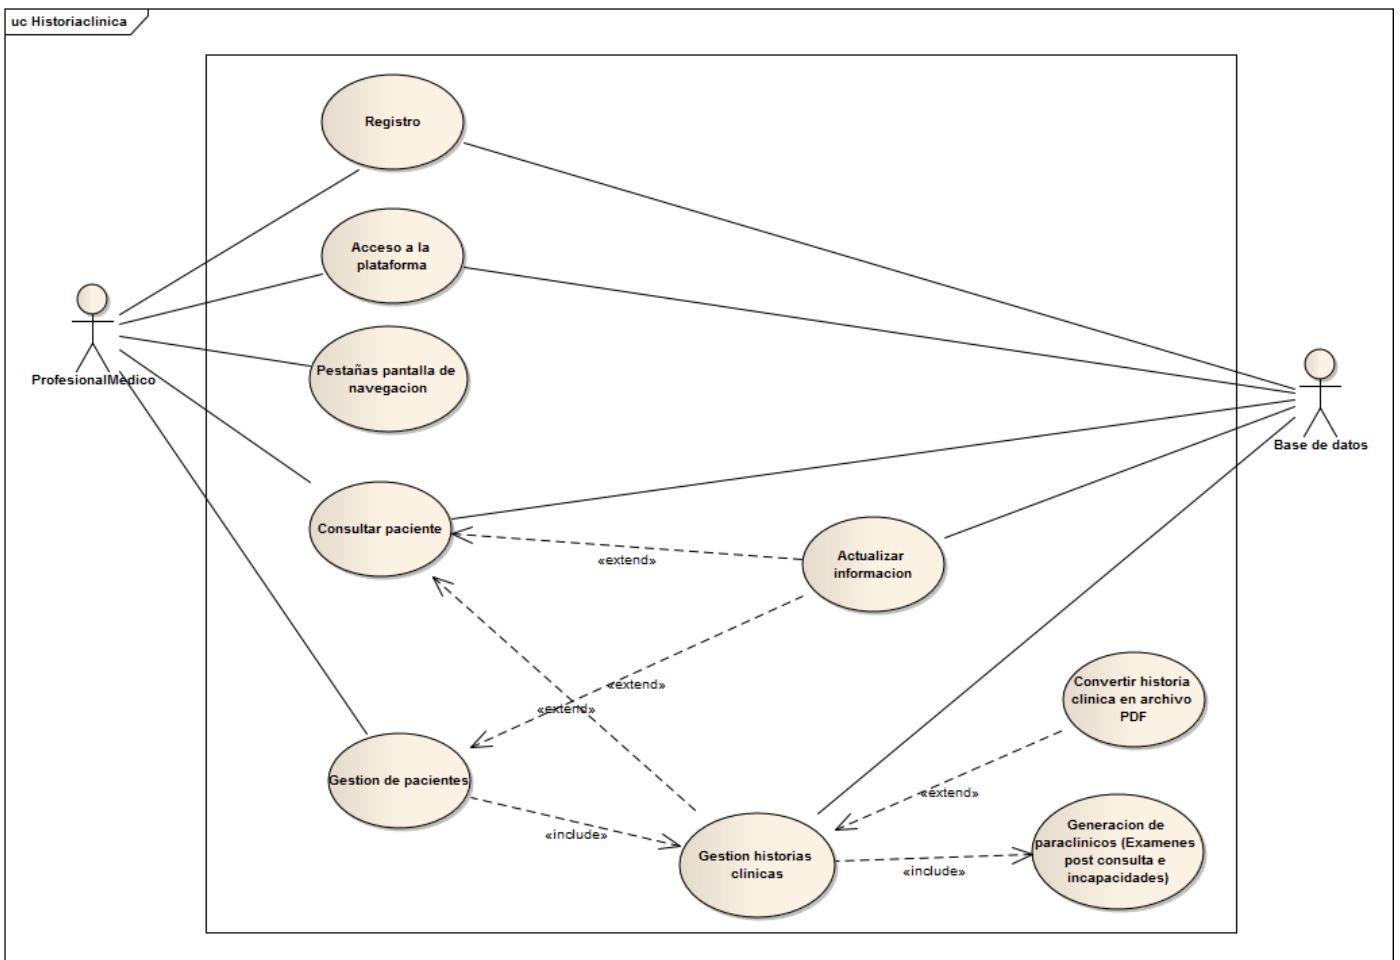 uc Historiaclinica
Registro
Acceso a la
plataforma
Pestañas pantalla de
navegacion
ProfesionalMedico
Base de datos
Consultar paciente
«extend»
Actualizar
informacion
«extend»
«extend»
Convertir historia
clinica en archivo
PDF
Gestion de pacientes
«extend»
«include»
Gestion historias
clinicas
«include»
Generacion de
paraclinicos (Examenes
post consulta e
incapacidades)